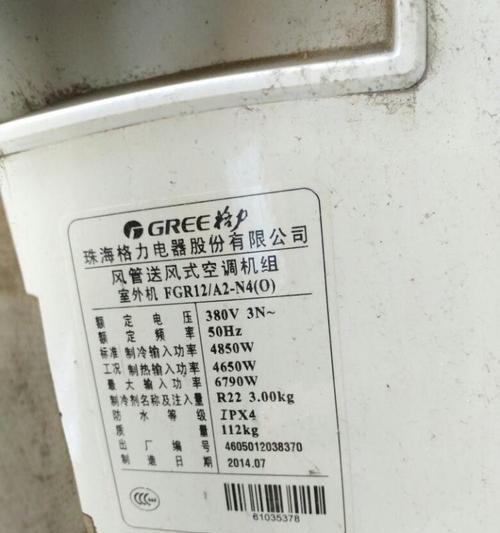 GREE格力
珠海格力电器股份有限公司
风管送风式空调机组
室外机 FGR12/A2-N4(O)
额定电压 380V 3N~
额定频率 50Hz
标准 制冷输入功率 4850W
工况 制热输入功率 4650W
最大输入功率 6790W
制冷剂名称及注入量 R22 3.00kg
防水等级 IPX4
质量 112kg
出厂编号 4605012038370
制造日期 2014.07
CCC
61035378